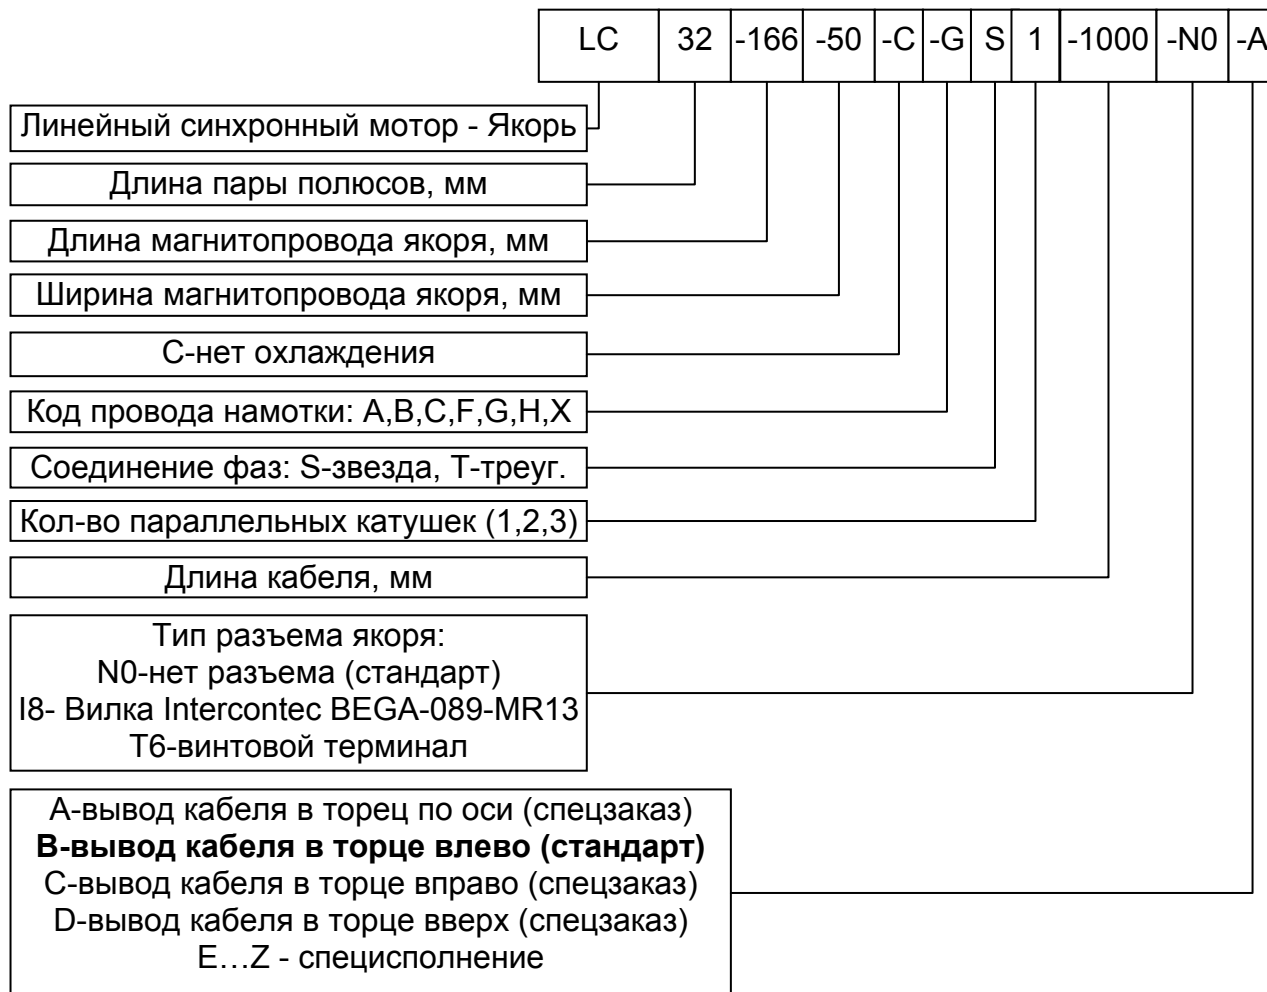 LC 32 -166 -50 -C -G S 1 -1000 -N0 -A
Линейный синхронный мотор - Якорь
Длина пары полюсов, мм
Длина магнитопровода якоря, мм
Ширина магнитопровода якоря, мм
С-нет охлаждения
Код провода намотки: A,B,C,F,G,H,X
Соединение фаз: S-звезда, Т-треуг.
Кол-во параллельных катушек (1,2,3)
Длина кабеля, мм
Тип разъема якоря:
N0-нет разъема (стандарт)
I8- Вилка Intercontec BEGA-089-MR13
T6-винтовой терминал
А-вывод кабеля в торец по оси (спецзаказ)
В-вывод кабеля в торце влево (стандарт)
С-вывод кабеля в торце вправо (спецзаказ)
D-вывод кабеля в торце вверх (спецзаказ)
E…Z - специсполнение